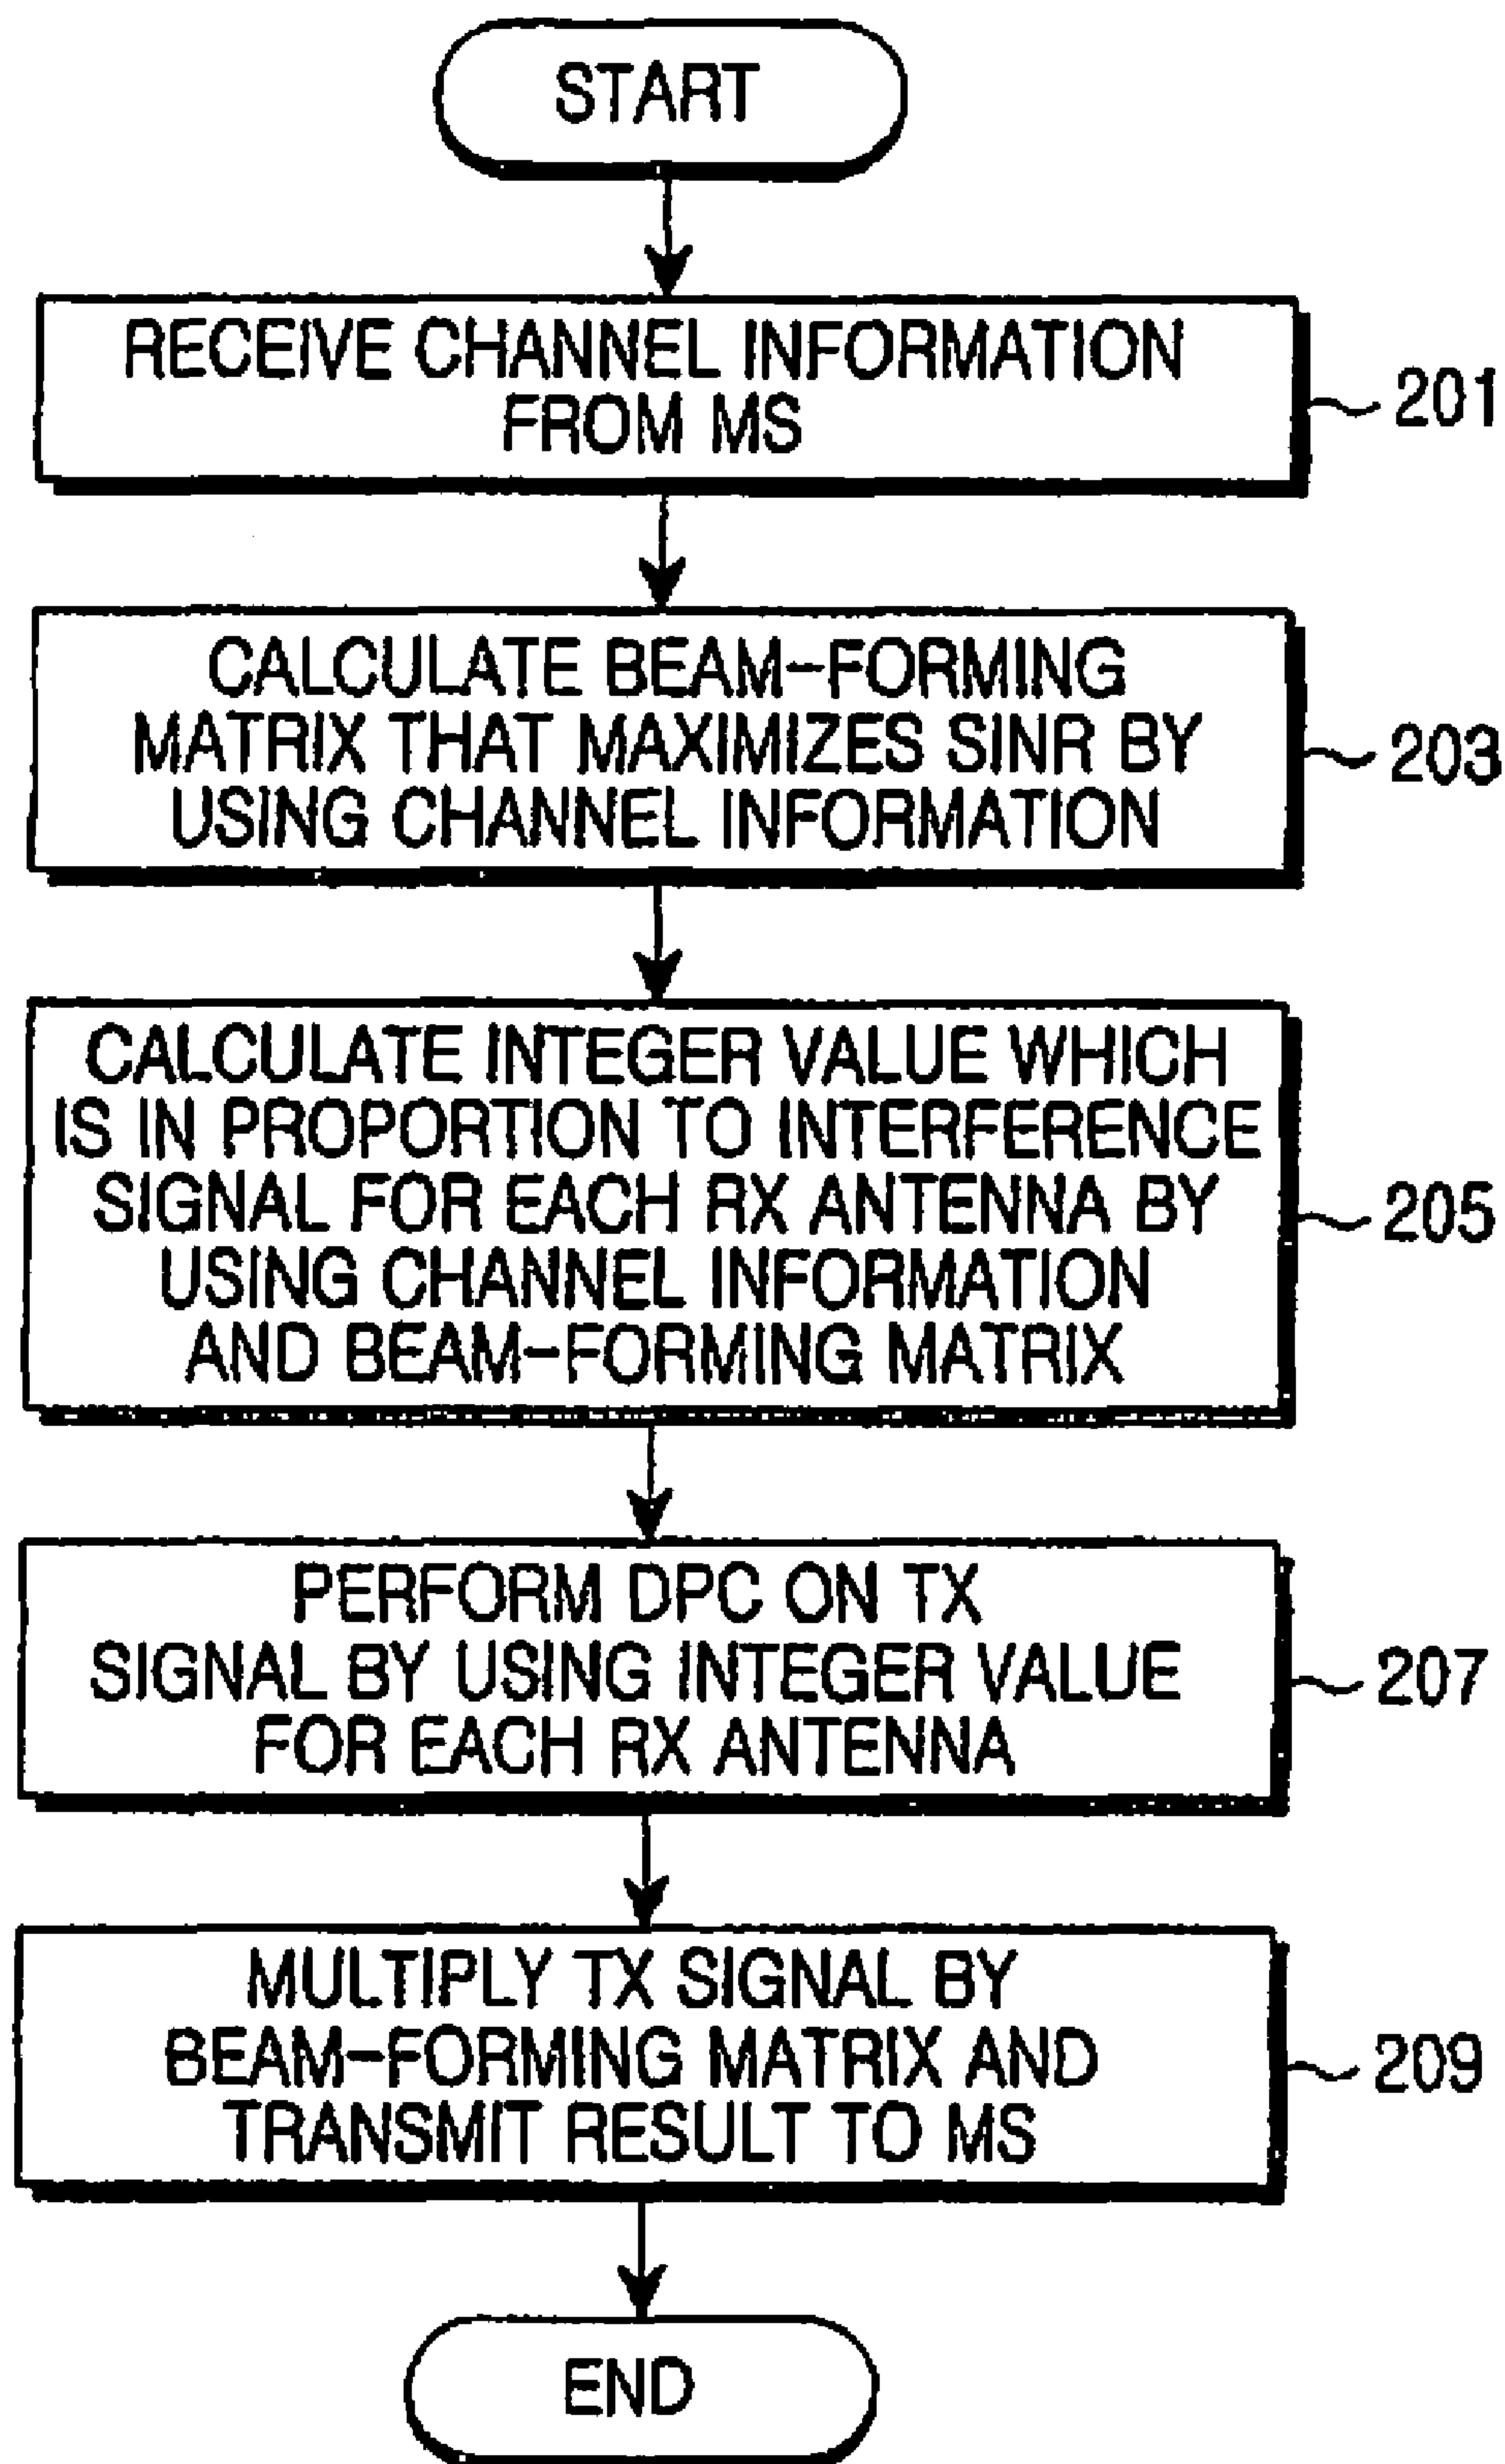 START
RECEIVE CHANNEL INFORMATION
FROM MS
201
CALCULATE BEAM-FORMING
MATRIX THAT MAXIMIZES SINR BY
USING CHANNEL INFORMATION
203
CALCULATE INTEGER VALUE WHICH
IS IN PROPORTION TO INTERFERENCE
SIGNAL FOR EACH RX ANTENNA BY
USING CHANNEL INFORMATION
AND BEAM-FORMING MATRIX
205
PERFORM DPC ON TX
SIGNAL BY USING INTEGER VALUE
FOR EACH RX ANTENNA
207
MULTIPLY TX SIGNAL BY
BEAM-FORMING MATRIX AND
TRANSMIT RESULT TO MS
209
END